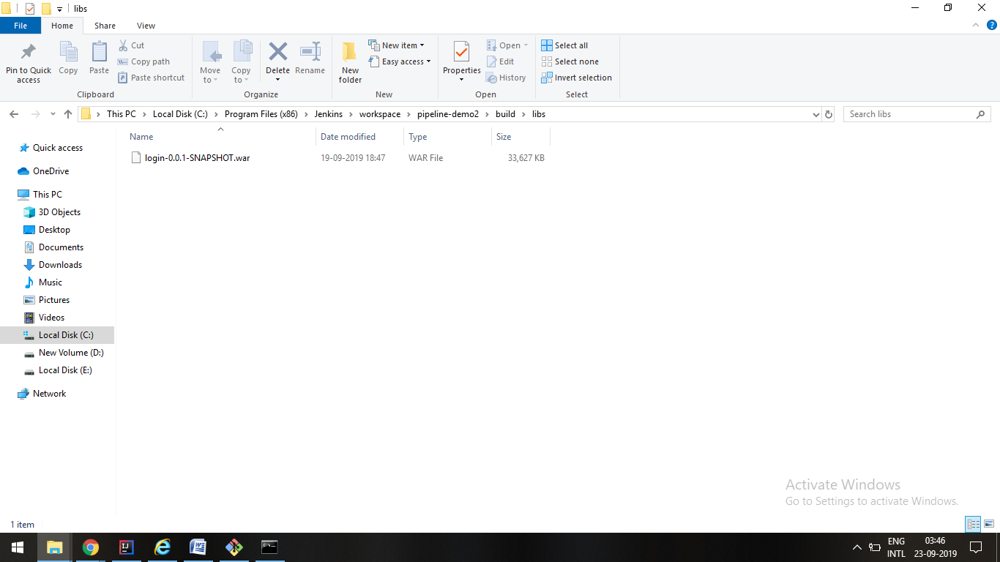 libs
File Home Share View
Pin to Quick access
Copy
Paste
Cut
Copy path
Paste shortcut
Clipboard
Move to
Copy to
Delete
Rename
Organize
New folder
New item
Easy access
New
Properties
Open
Edit
History
Open
Select all
Select none
Invert selection
Select
This PC > Local Disk (C:) > Program Files (x86) > Jenkins > workspace > pipeline-demo2 > build > libs
Search libs
Name Date modified Type Size
login-0.0.1-SNAPSHOT.war 19-09-2019 18:47 WAR File 33,627 KB
Quick access
OneDrive
This PC
3D Objects
Desktop
Documents
Downloads
Music
Pictures
Videos
Local Disk (C:)
New Volume (D:)
Local Disk (E:)
Network
Activate Windows
Go to Settings to activate Windows.
1 item
ENG
INTL
03:46
23-09-2019